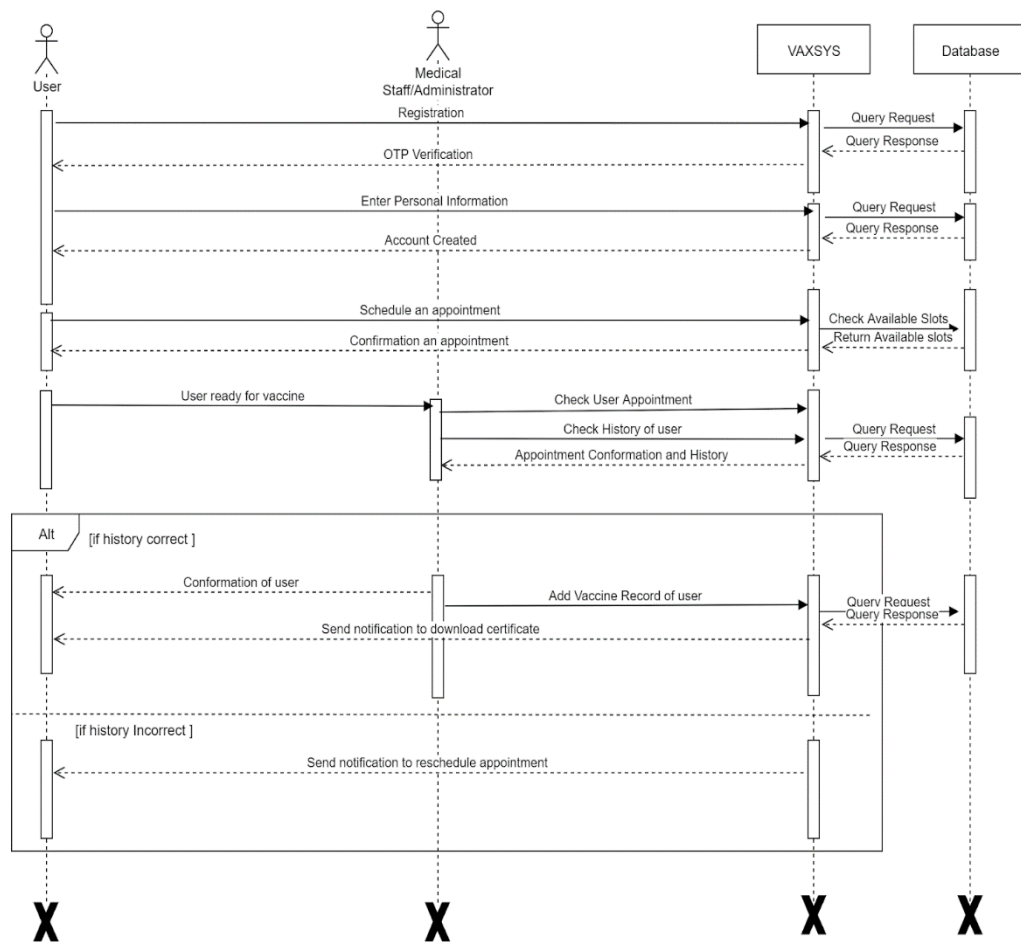 User
Medical
Staff/Administrator
VAXSYS
Database
Registration
Query Request
Query Response
OTP Verification
Enter Personal Information
Query Request
Query Response
Account Created
Schedule an appointment
Check Available Slots
Return Available slots
Confirmation an appointment
User ready for vaccine
Check User Appointment
Check History of user
Query Request
Query Response
Appointment Conformation and History
Alt
[if history correct ]
Conformation of user
Add Vaccine Record of user
Query Request
Query Response
Send notification to download certificate
[if history Incorrect ]
Send notification to reschedule appointment
X X X X